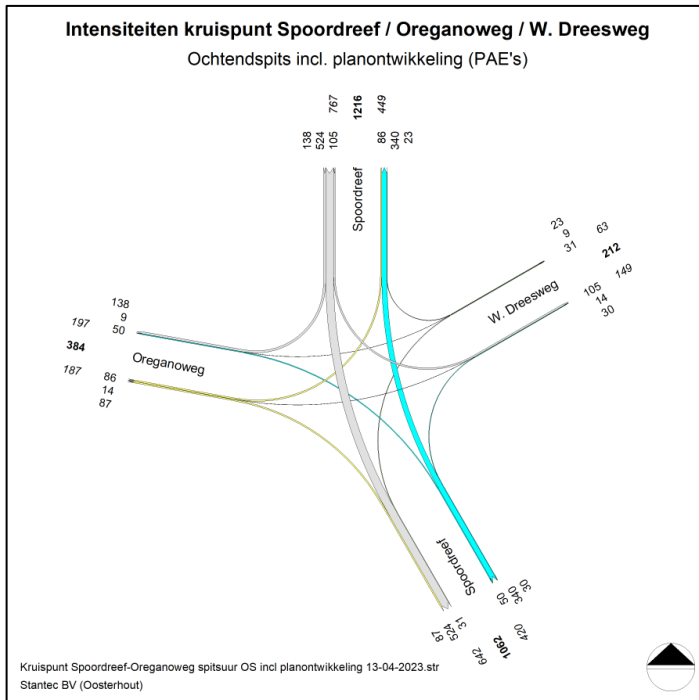 Intensiteiten kruispunt Spoordreef / Oreganoweg / W. Dreesweg
Ochtendspits incl. planontwikkeling (PAE's)
767 1216 449
138 524 105 86 340 23
Spoordreef
23 9 31 63
212
W. Dreesweg
105 14 30 149
138
9
50
197
384
Oreganoweg
187
86
14
87
Spoordreef
87 524 31 50 340 30
642 1062 420
Kruispunt Spoordreef-Oreganoweg spitsuur OS incl planontwikkeling 13-04-2023.str
Stantec BV (Oosterhout)